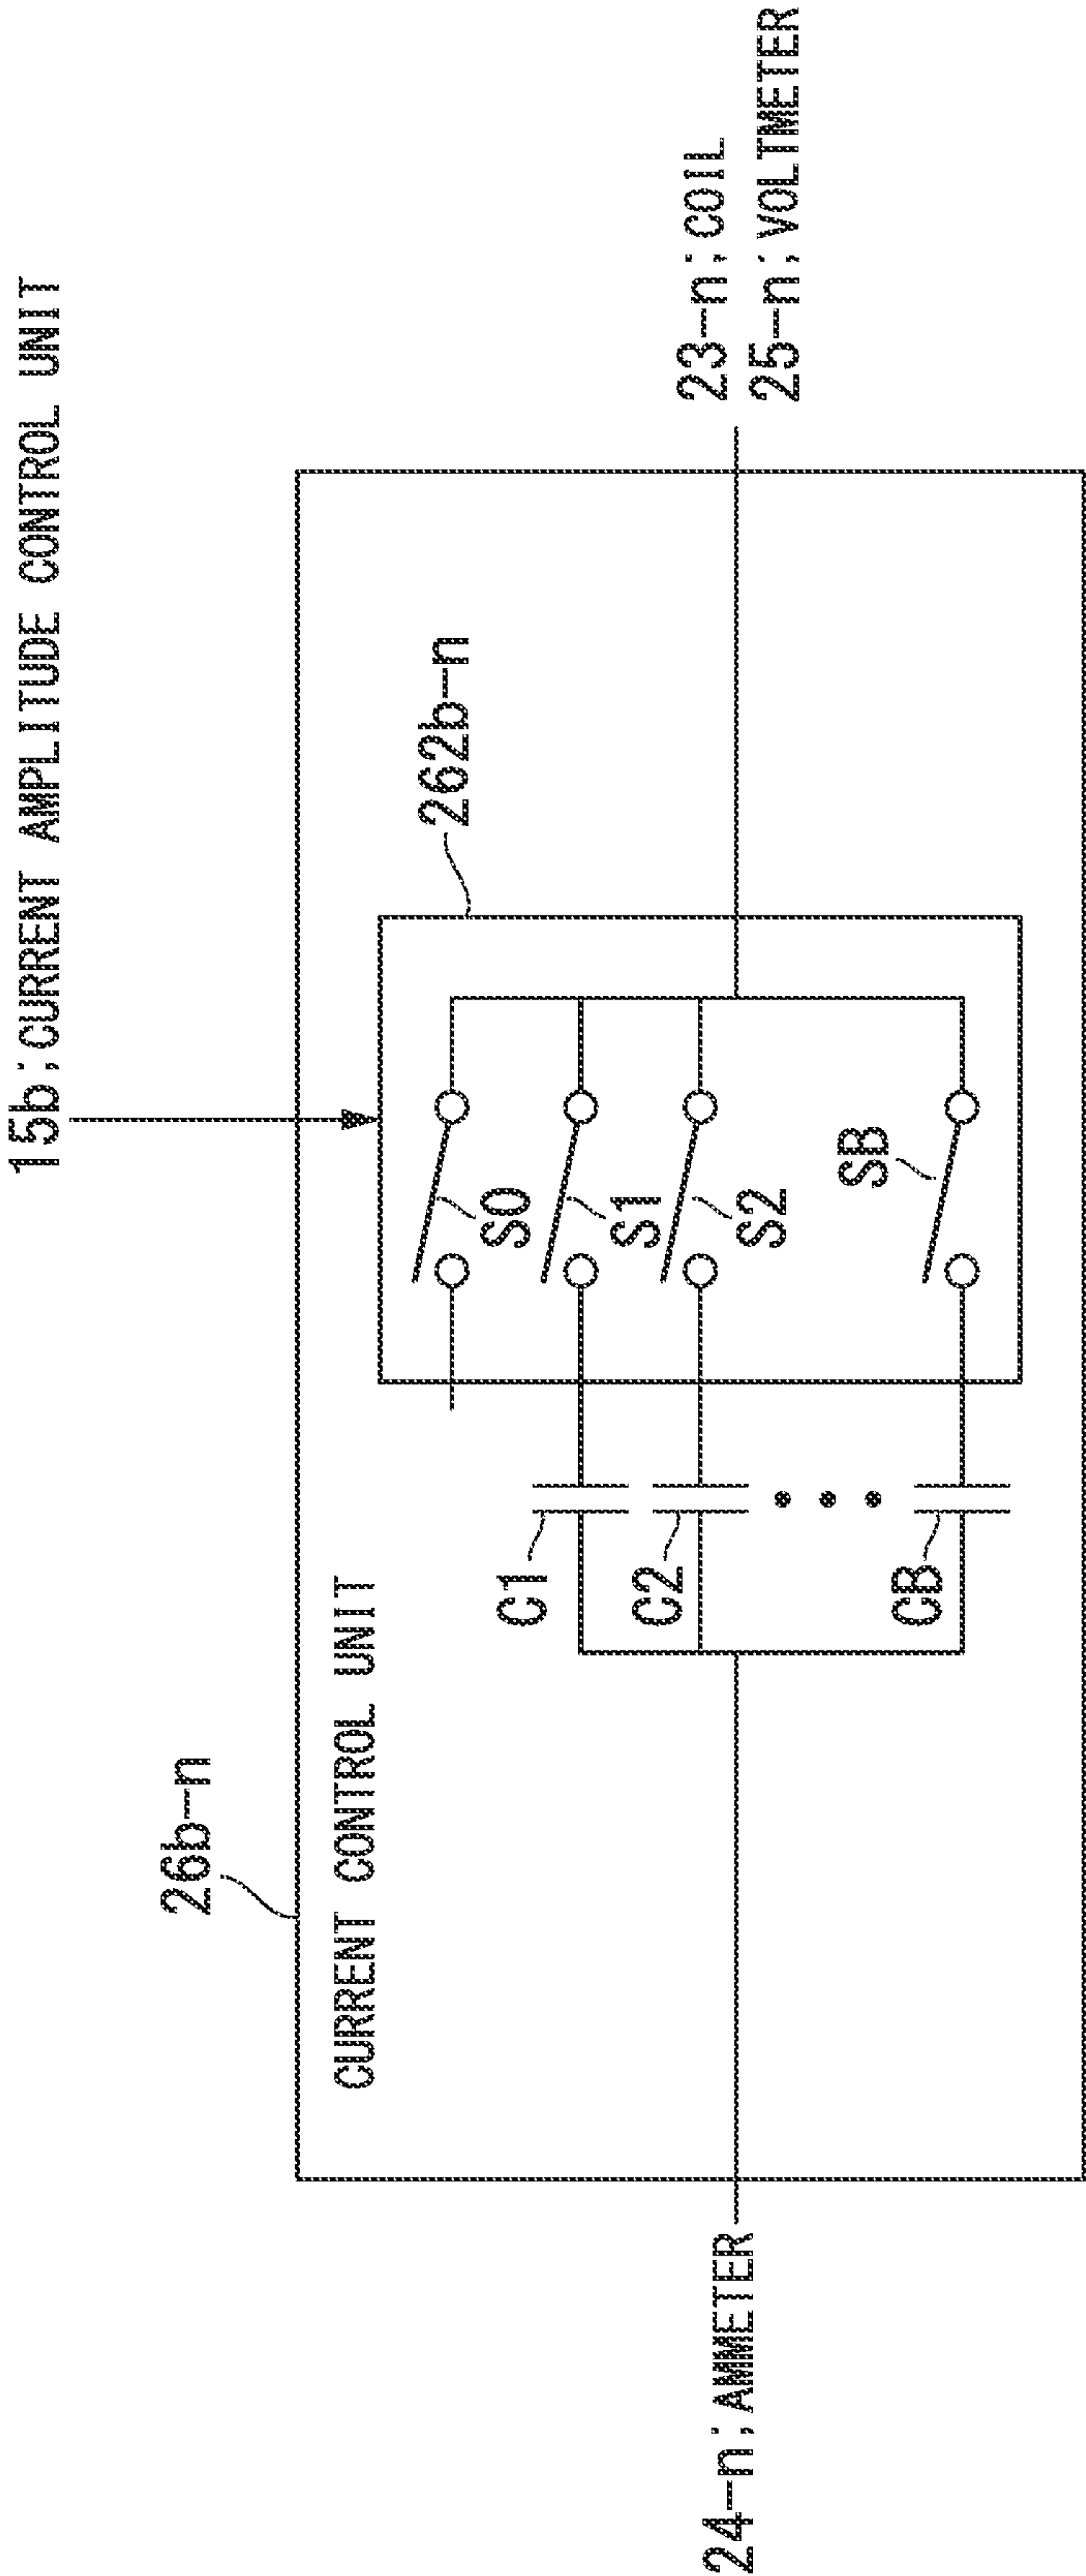 15b;CURRENT AMPLITUDE CONTROL UNIT
26b-n
CURRENT CONTROL UNIT
262b-n
S0
C1
S1
C2
S2
CB
SB
24-n;AMMETER
23-n;COIL
25-n;VOLTMETER